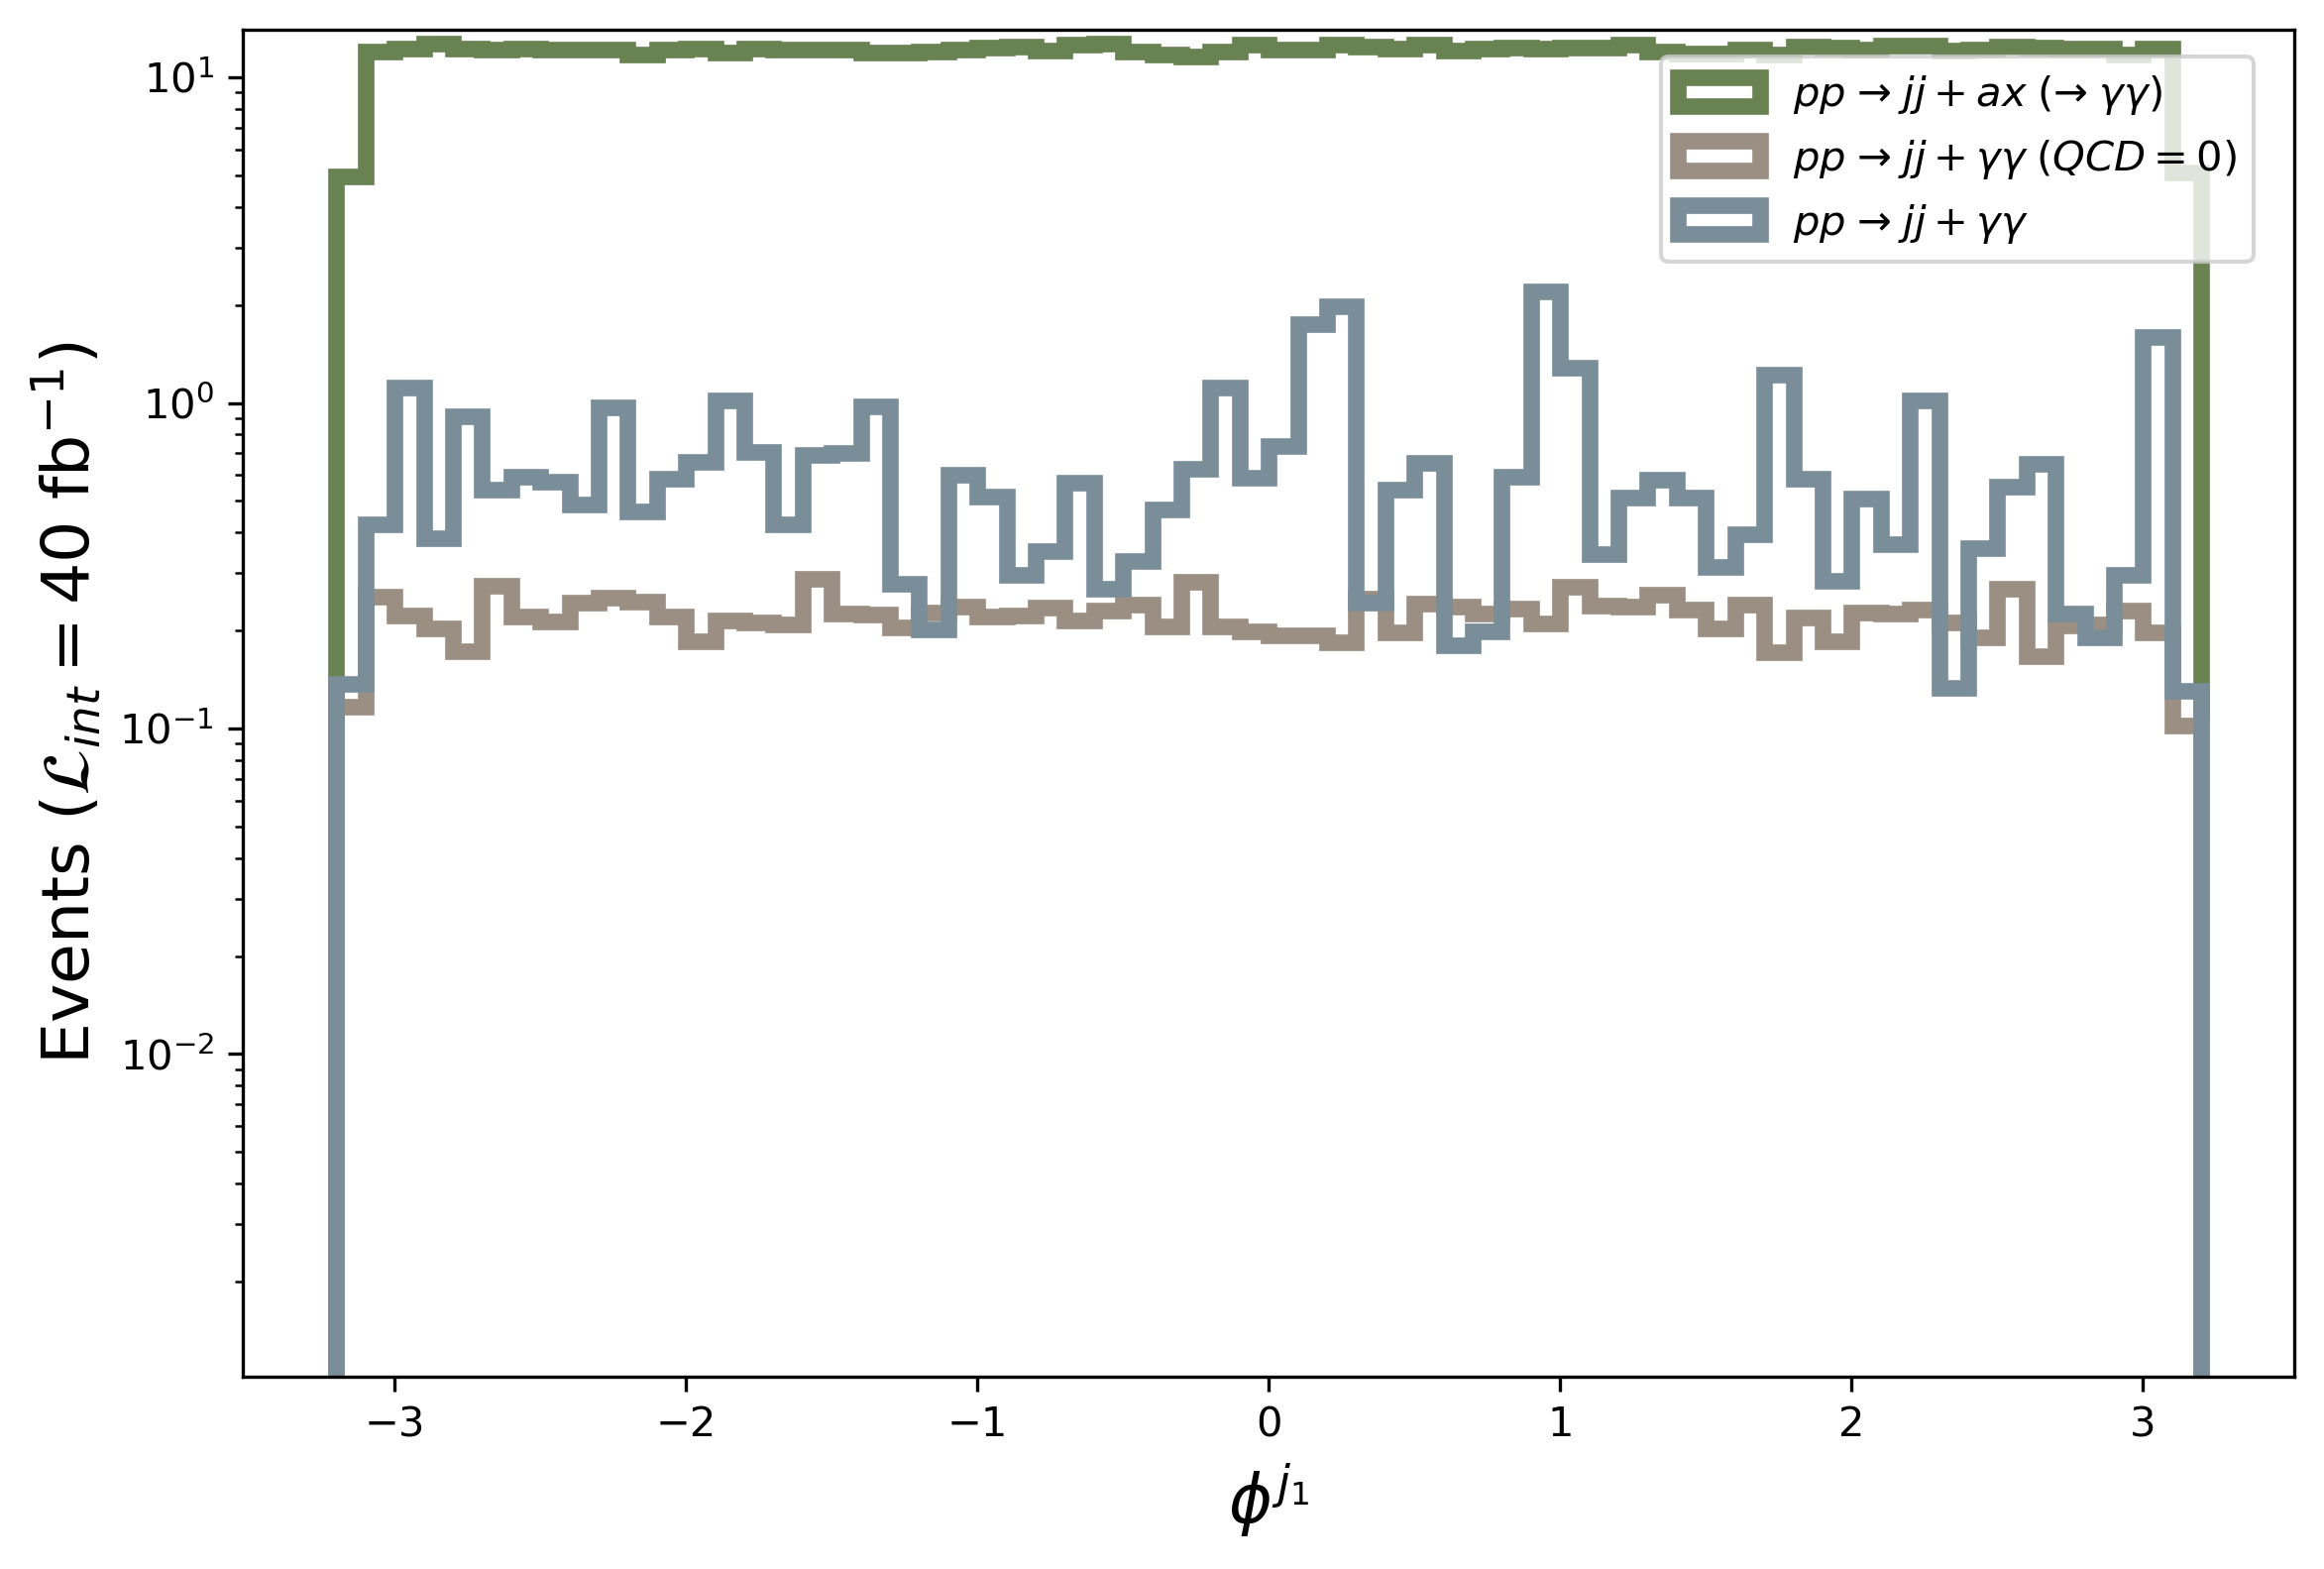 pp → jj + ax (→ γγ)
pp → jj + γγ (QCD = 0)
pp → jj + γγ
Events (ℒ_int = 40 fb⁻¹)
10¹
10⁰
10⁻¹
10⁻²
−3 −2 −1 0 1 2 3
ϕ^{j₁}